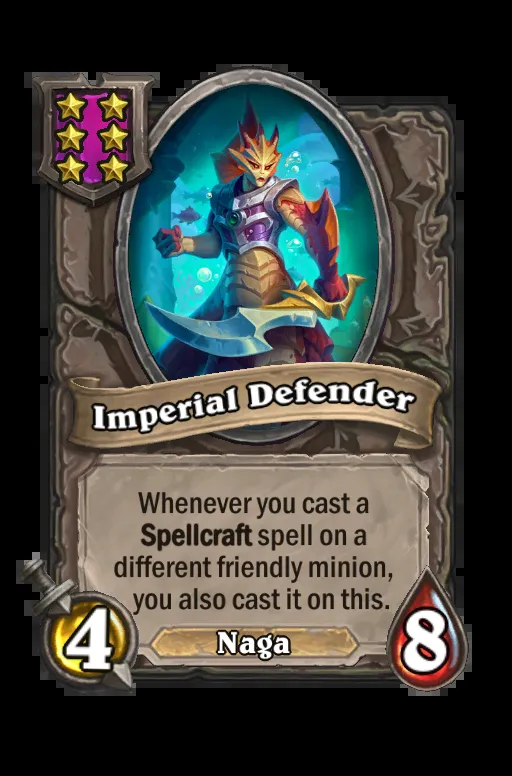 Imperial Defender
Whenever you cast a
Spellcraft spell on a
different friendly minion,
you also cast it on this.
4
Naga
8